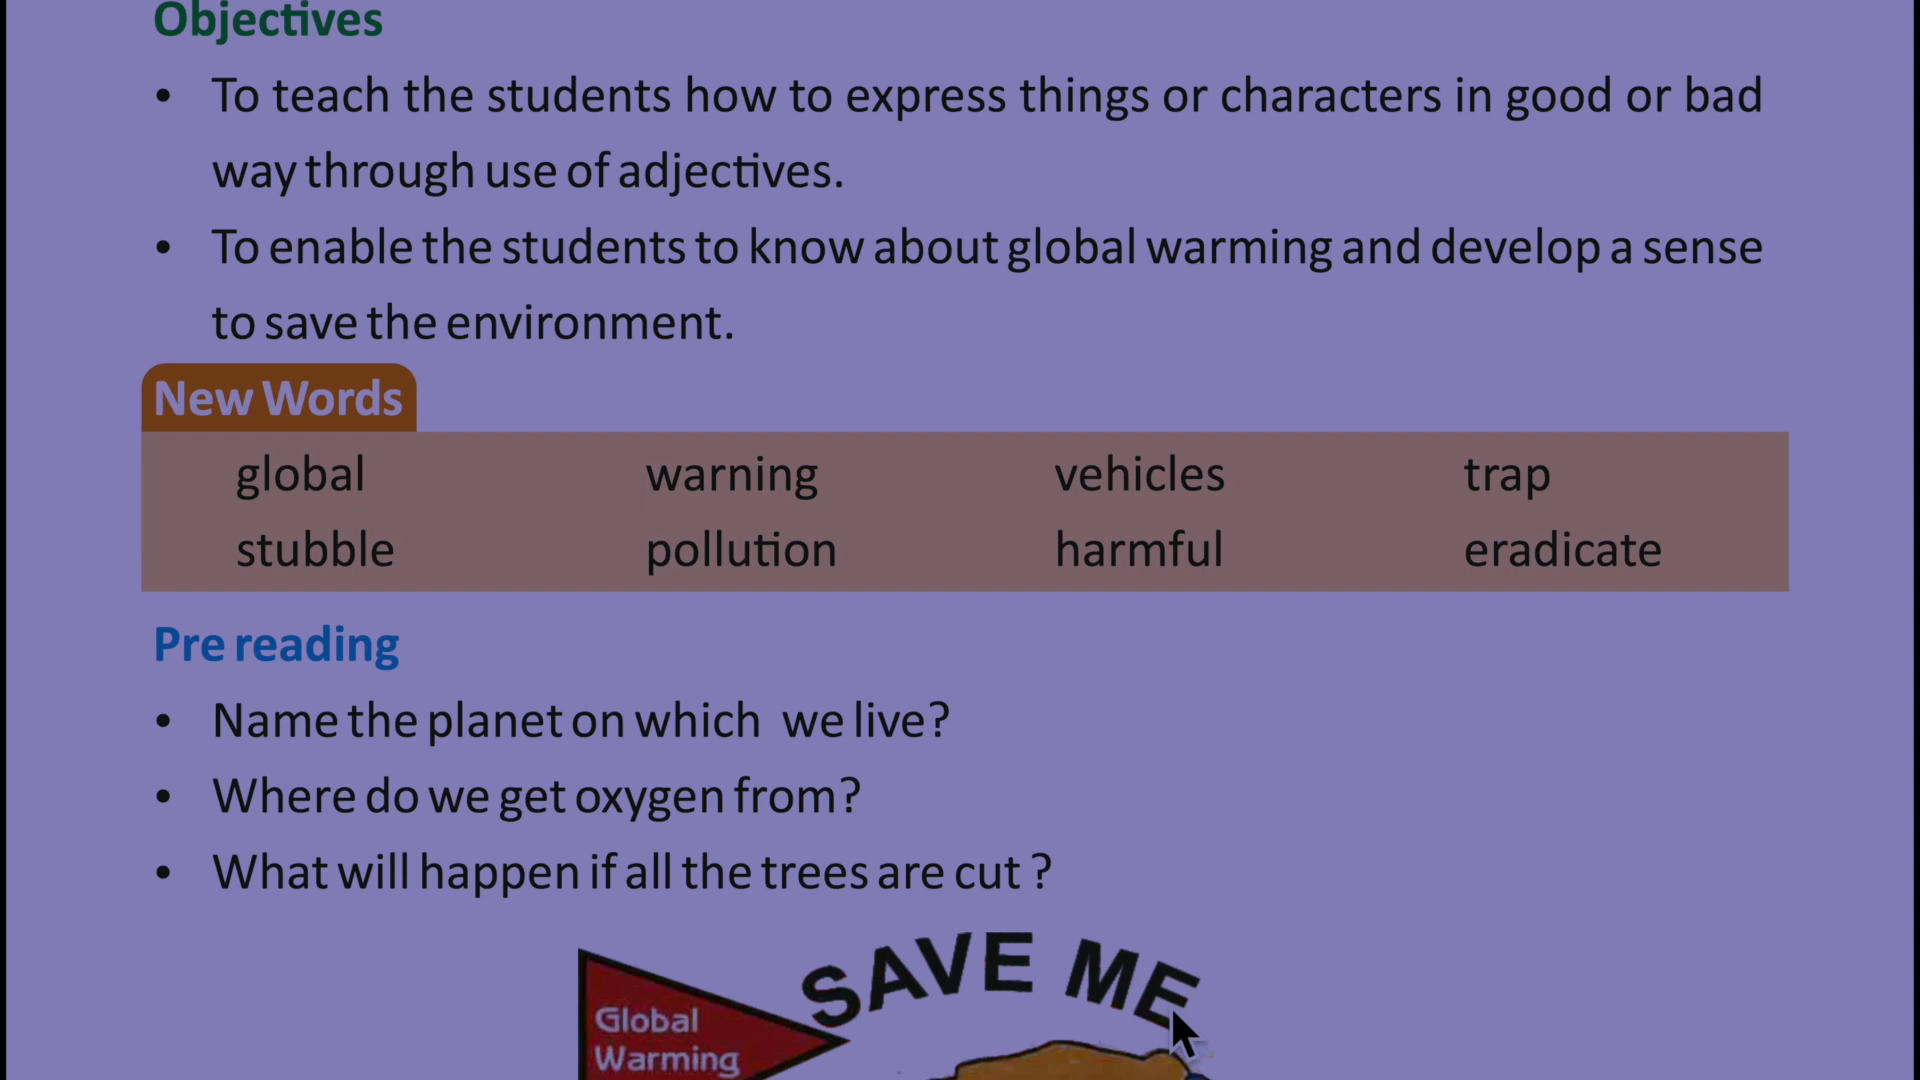 Objectives
• To teach the students how to express things or characters in good or bad
way through use of adjectives.
• To enable the students to know about global warming and develop a sense
to save the environment.
New Words
global warning vehicles trap
stubble pollution harmful eradicate
Pre reading
• Name the planet on which we live?
• Where do we get oxygen from?
• What will happen if all the trees are cut ?
SAVE ME
Global
Warming